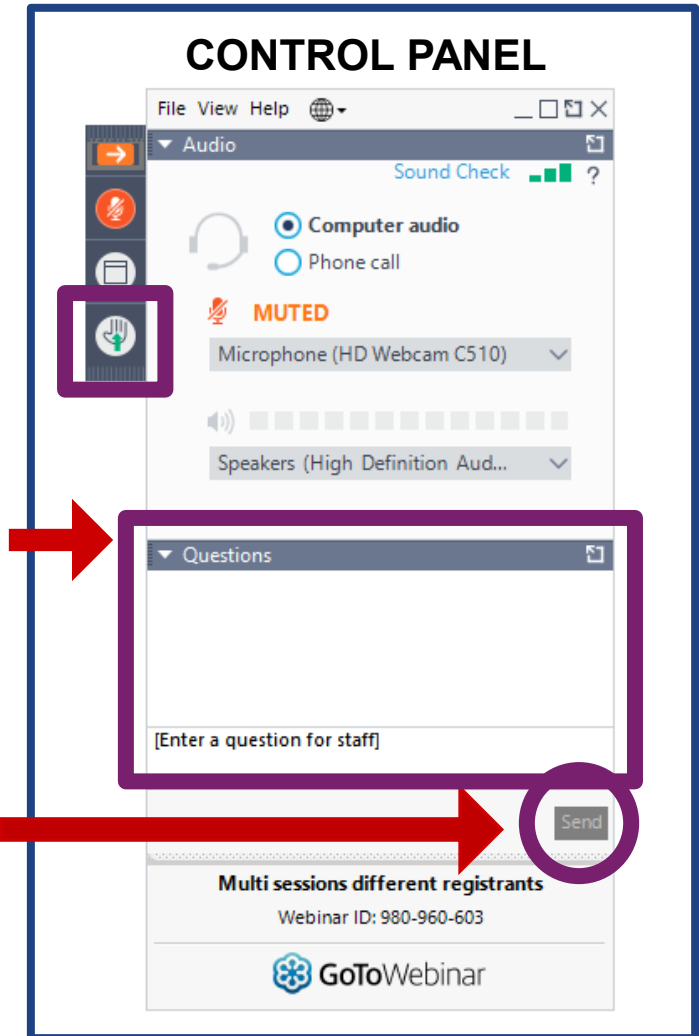 CONTROL PANEL
File View Help
Audio
Sound Check ?
Computer audio
Phone call
MUTED
Microphone (HD Webcam C510)
Speakers (High Definition Aud...
Questions
[Enter a question for staff]
Send
Multi sessions different registrants
Webinar ID: 980-960-603
GoToWebinar